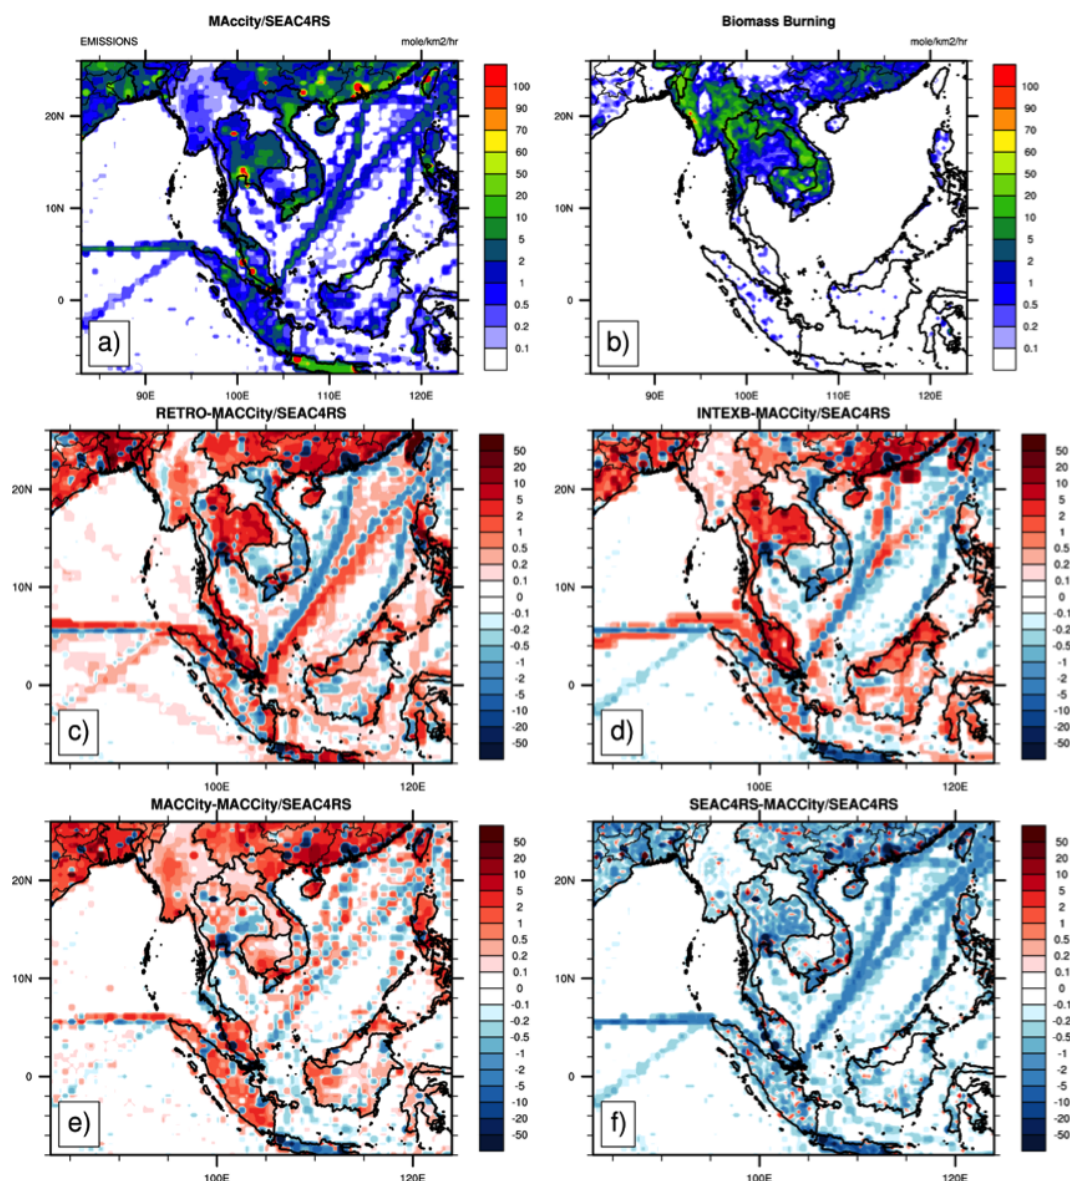 MAccity/SEAC4RS
Biomass Burning
EMISSIONS
mole/km2/hr
mole/km2/hr
20N
10N
0
90E
100E
110E
120E
a)
100
90
70
60
50
20
10
5
2
1
0.5
0.2
0.1
20N
10N
0
90E
100E
110E
120E
b)
100
90
70
60
50
20
10
5
2
1
0.5
0.2
0.1
RETRO-MACCity/SEAC4RS
INTEXB-MACCity/SEAC4RS
20N
10N
0
100E
120E
c)
50
20
10
5
2
1
0.5
0.2
0.1
0
-0.1
-0.2
-0.5
-1
-2
-5
-10
-20
-50
20N
10N
0
100E
120E
d)
50
20
10
5
2
1
0.5
0.2
0.1
0
-0.1
-0.2
-0.5
-1
-2
-5
-10
-20
-50
MACCity-MACCity/SEAC4RS
SEAC4RS-MACCity/SEAC4RS
20N
10N
0
100E
120E
e)
50
20
10
5
2
1
0.5
0.2
0.1
0
-0.1
-0.2
-0.5
-1
-2
-5
-10
-20
-50
20N
10N
0
100E
120E
f)
50
20
10
5
2
1
0.5
0.2
0.1
0
-0.1
-0.2
-0.5
-1
-2
-5
-10
-20
-50